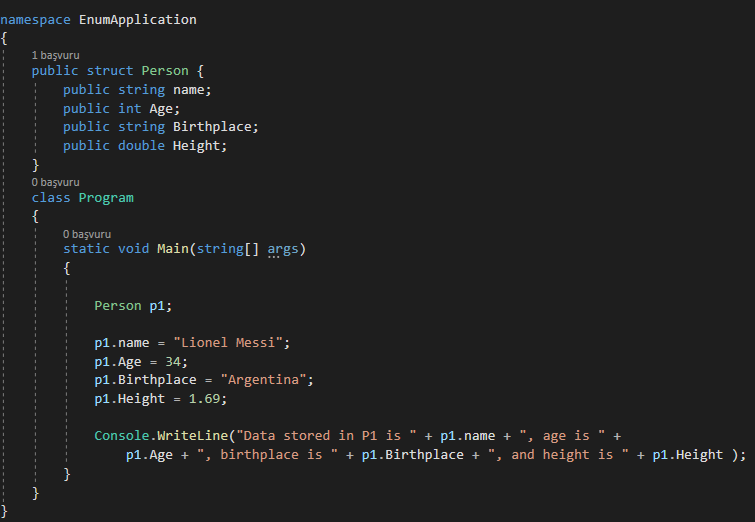 namespace EnumApplication
{
1 başvuru
public struct Person {
public string name;
public int Age;
public string Birthplace;
public double Height;
}
0 başvuru
class Program
{
0 başvuru
static void Main(string[] args)
{
Person p1;
p1.name = "Lionel Messi";
p1.Age = 34;
p1.Birthplace = "Argentina";
p1.Height = 1.69;
Console.WriteLine("Data stored in P1 is " + p1.name + ", age is " +
p1.Age + ", birthplace is " + p1.Birthplace + ", and height is " + p1.Height );
}
}
}